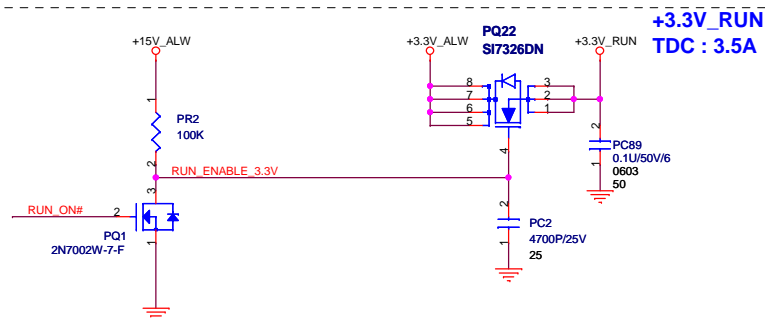 +3.3V_RUN
TDC : 3.5A
+15V_ALW
+3.3V_ALW
PQ22
SI7326DN
+3.3V_RUN
8
7
6
5
3
2
1
4
1
PR2
100K
2
2
PC89
0.1U/50V/6
0603
50
1
RUN_ENABLE_3.3V
3
RUN_ON#
2
PQ1
2N7002W-7-F
1
2
PC2
4700P/25V
25
1